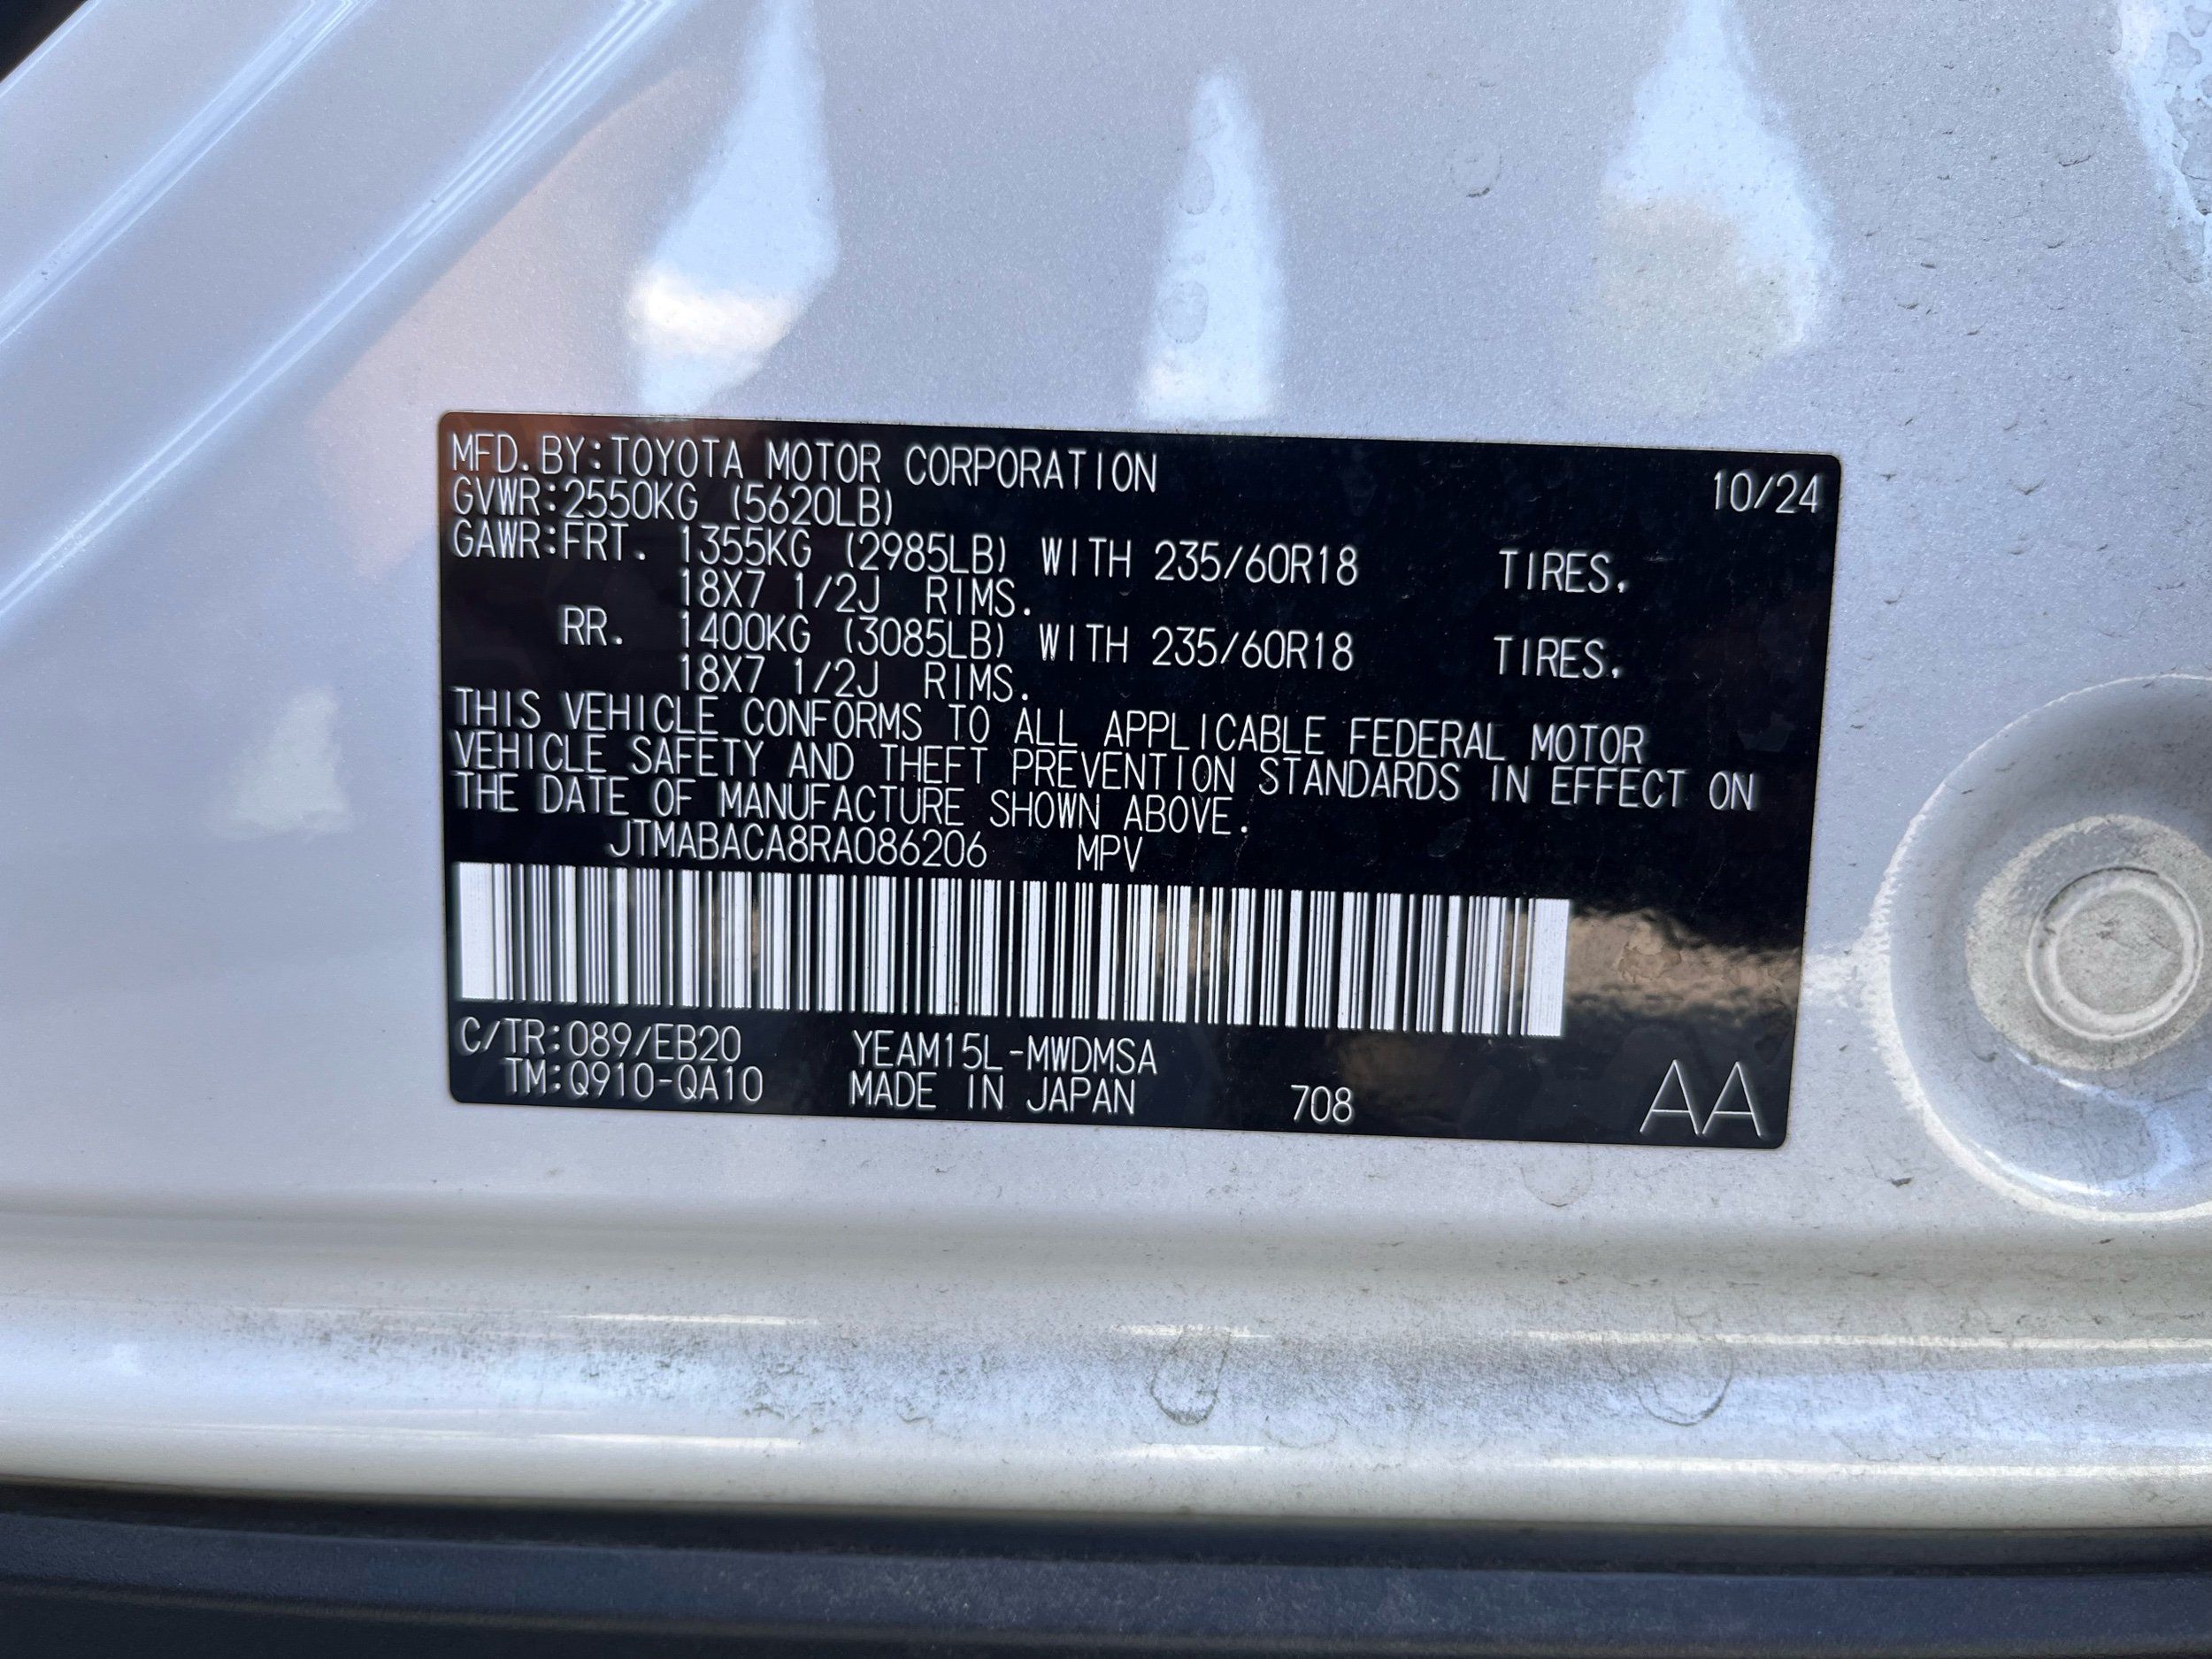 MFD.BY:TOYOTA MOTOR CORPORATION 10/24
GVWR:2550KG (5620LB)
GAWR:FRT. 1355KG (2985LB) WITH 235/60R18 TIRES,
18X7 1/2J RIMS.
RR. 1400KG (3085LB) WITH 235/60R18 TIRES,
18X7 1/2J RIMS.
THIS VEHICLE CONFORMS TO ALL APPLICABLE FEDERAL MOTOR
VEHICLE SAFETY AND THEFT PREVENTION STANDARDS IN EFFECT ON
THE DATE OF MANUFACTURE SHOWN ABOVE.
JTMABACA8RA086206 MPV
C/TR:089/EB20 YEAM15L-MWDMSA
TM:Q910-QA10 MADE IN JAPAN 708 AA